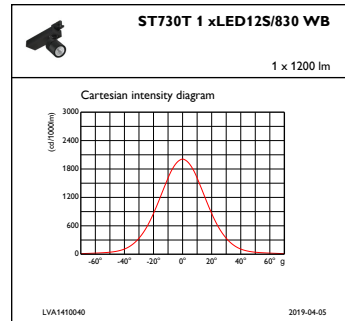 ST730T 1 xLED12S/830 WB
1 x 1200 lm
Cartesian intensity diagram
(cd/1000lm)
3000
2400
1800
1200
600
0
-60° -40° -20° 0° 20° 40° 60° g
LVA1410040 2019-04-05